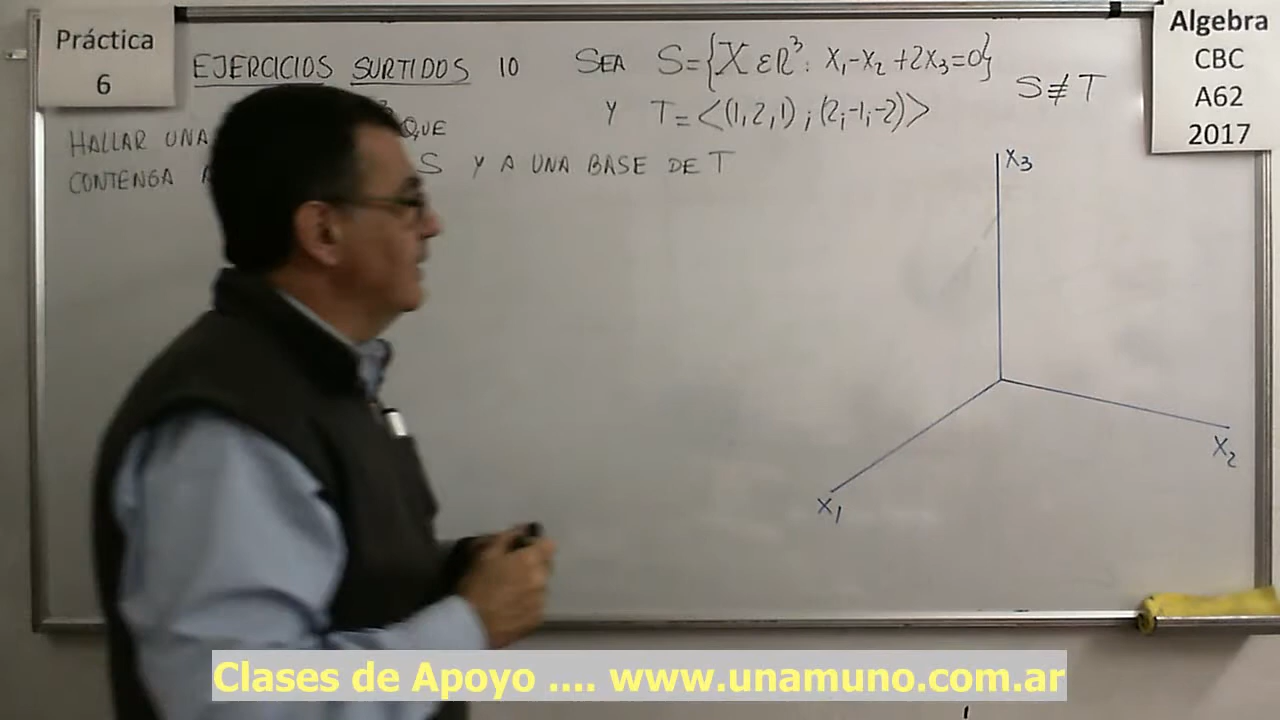 Práctica
6
EJERCICIOS SURTIDOS 10
SEA S={X ∈ R³: x₁-x₂+2x₃=0}
Y T=<(1,2,1);(2,-1,-2)>
S≢T
HALLAR UNA QUE
CONTENGA A S Y A UNA BASE DE T
Algebra
CBC
A62
2017
x₃
x₂
x₁
Clases de Apoyo .... www.unamuno.com.ar